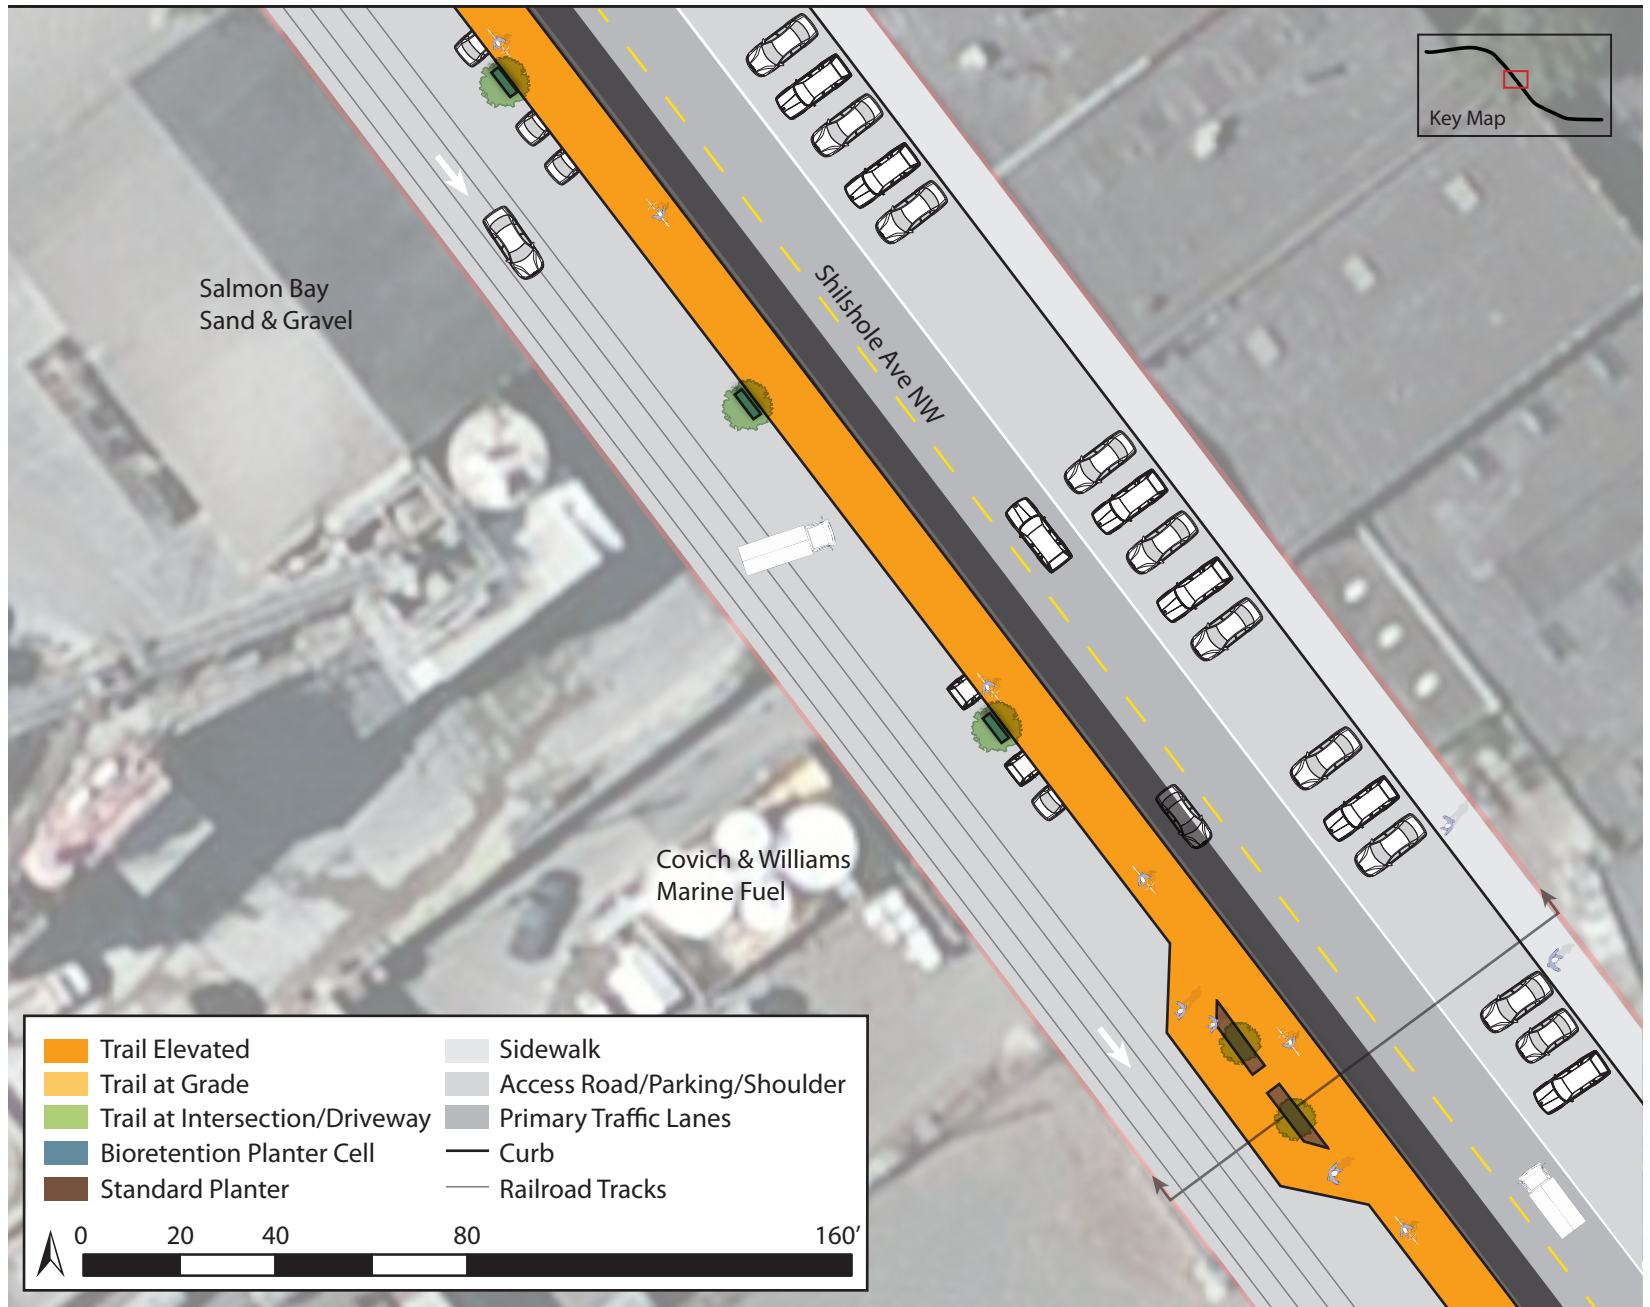 Key Map
Shilshole Ave NW
Salmon Bay
Sand & Gravel
Covich & Williams
Marine Fuel
Trail Elevated
Trail at Grade
Trail at Intersection/Driveway
Bioretention Planter Cell
Standard Planter
Sidewalk
Access Road/Parking/Shoulder
Primary Traffic Lanes
Curb
Railroad Tracks
0 20 40 80 160’